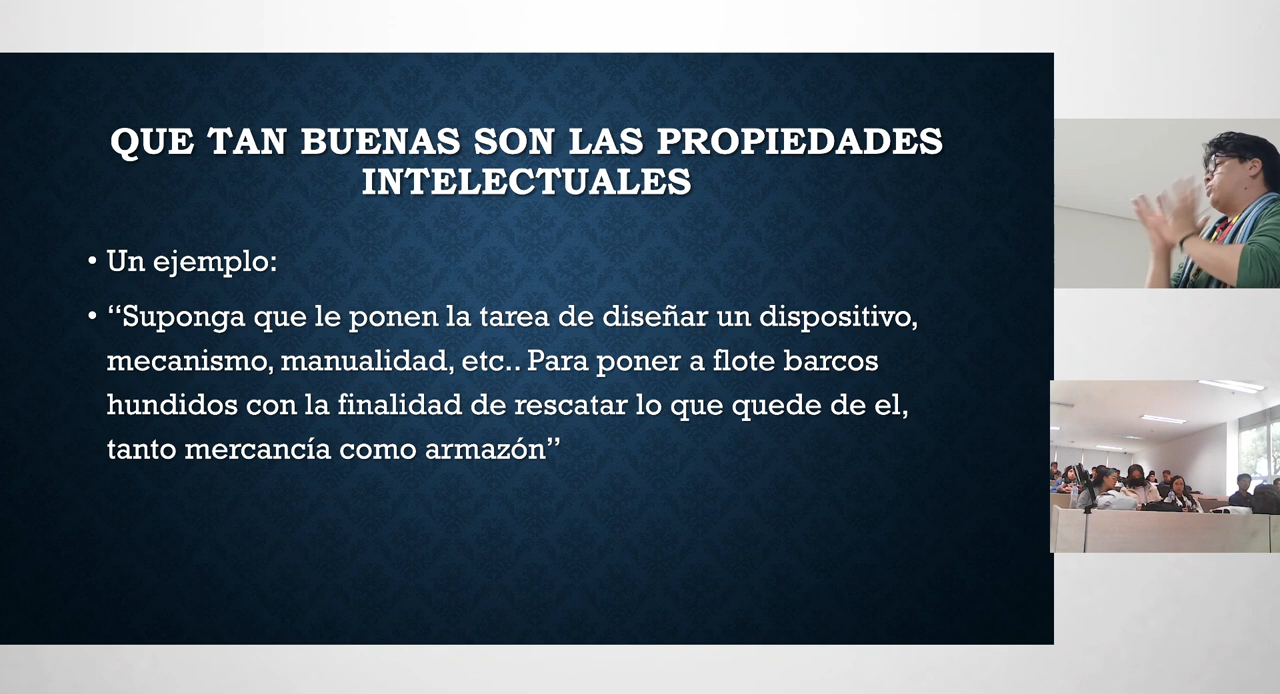 QUE TAN BUENAS SON LAS PROPIEDADES
INTELECTUALES
• Un ejemplo:
• “Suponga que le ponen la tarea de diseñar un dispositivo,
mecanismo, manualidad, etc.. Para poner a flote barcos
hundidos con la finalidad de rescatar lo que quede de el,
tanto mercancía como armazón”